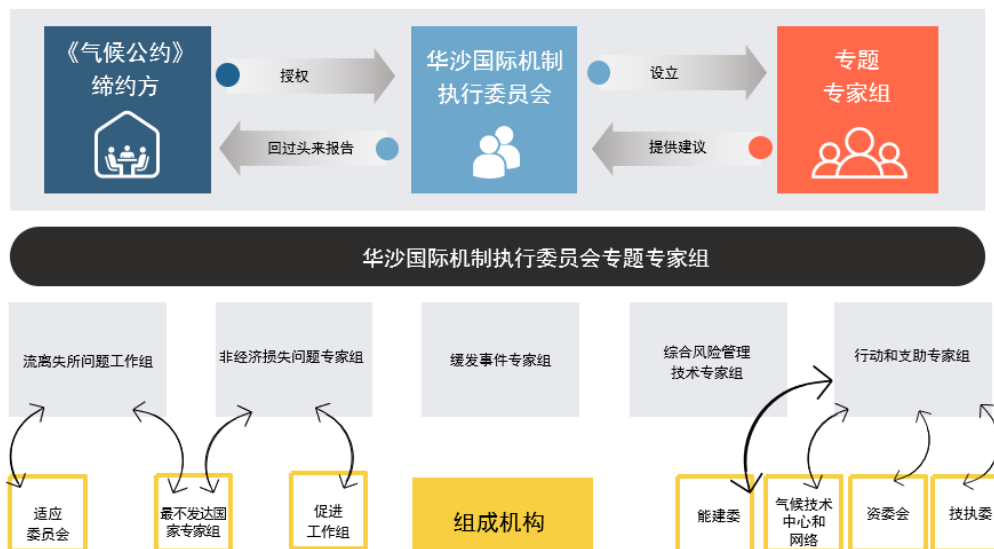 《气候公约》
缔约方
授权
回过头来报告
华沙国际机制
执行委员会
设立
提供建议
专题
专家组
华沙国际机制执行委员会专题专家组
流离失所问题工作组
非经济损失问题专家组
缓发事件专家组
综合风险管理
技术专家组
行动和支助专家组
适应
委员会
最不发达国
家专家组
促进
工作组
组成机构
能建委
气候技术
中心和
网络
资委会
技执委